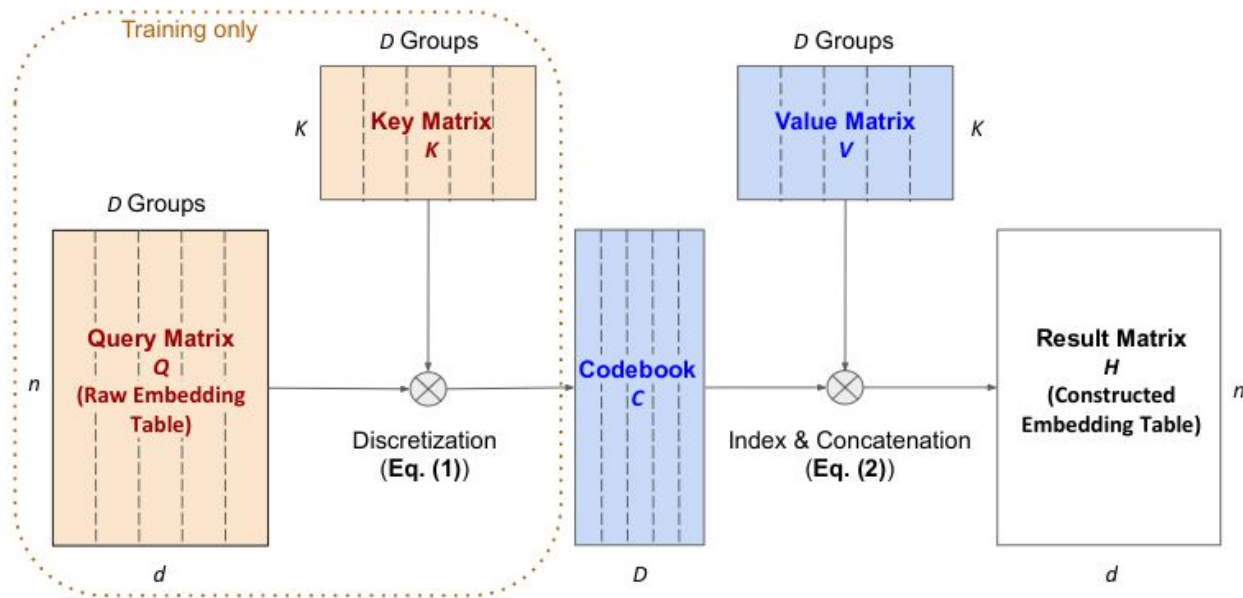 Training only
D Groups
D Groups
K
Key Matrix
K
Value Matrix
V
K
D Groups
n
Query Matrix
Q
(Raw Embedding
Table)
Codebook
C
Result Matrix
H
(Constructed
Embedding Table)
n
Discretization
(Eq. (1))
Index & Concatenation
(Eq. (2))
d
D
d